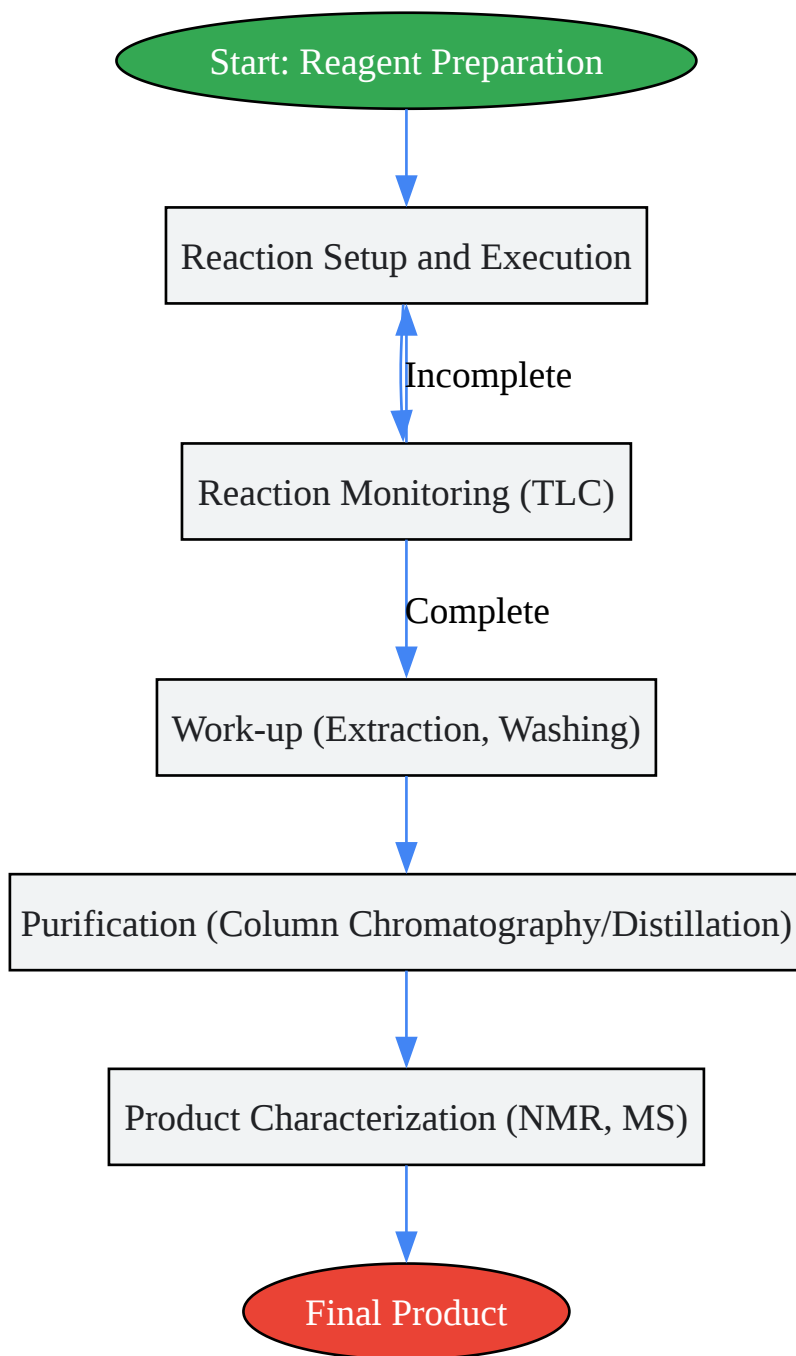 Start: Reagent Preparation
Reaction Setup and Execution
Incomplete
Reaction Monitoring (TLC)
Complete
Work-up (Extraction, Washing)
Purification (Column Chromatography/Distillation)
Product Characterization (NMR, MS)
Final Product